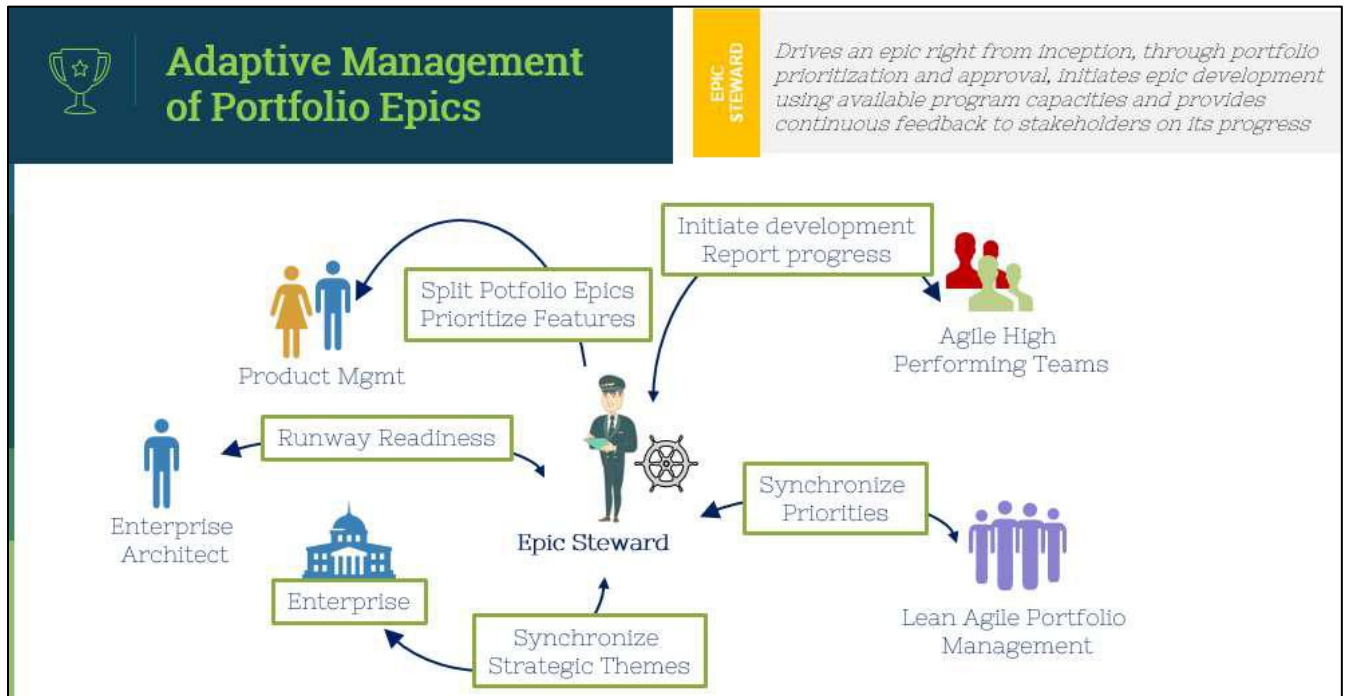 Adaptive Management
of Portfolio Epics
EPIC
STEWARD
Drives an epic right from inception, through portfolio
prioritization and approval, initiates epic development
using available program capacities and provides
continuous feedback to stakeholders on its progress
Initiate development
Report progress
Split Potfolio Epics
Prioritize Features
Product Mgmt
Agile High
Performing Teams
Runway Readiness
Enterprise
Architect
Synchronize
Priorities
Epic Steward
Enterprise
Lean Agile Portfolio
Management
Synchronize
Strategic Themes